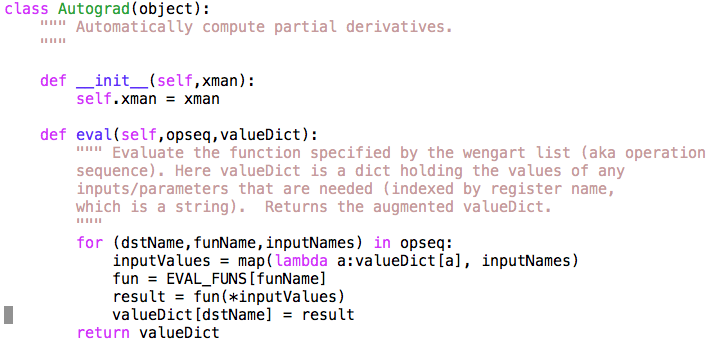 class Autograd(object):
    """ Automatically compute partial derivatives.
    """
    def __init__(self,xman):
        self.xman = xman
    def eval(self,opseq,valueDict):
        """ Evaluate the function specified by the wengart list (aka operation
        sequence). Here valueDict is a dict holding the values of any
        inputs/parameters that are needed (indexed by register name,
        which is a string).  Returns the augmented valueDict.
        """
        for (dstName,funName,inputNames) in opseq:
            inputValues = map(lambda a:valueDict[a], inputNames)
            fun = EVAL_FUNS[funName]
            result = fun(*inputValues)
            valueDict[dstName] = result
        return valueDict